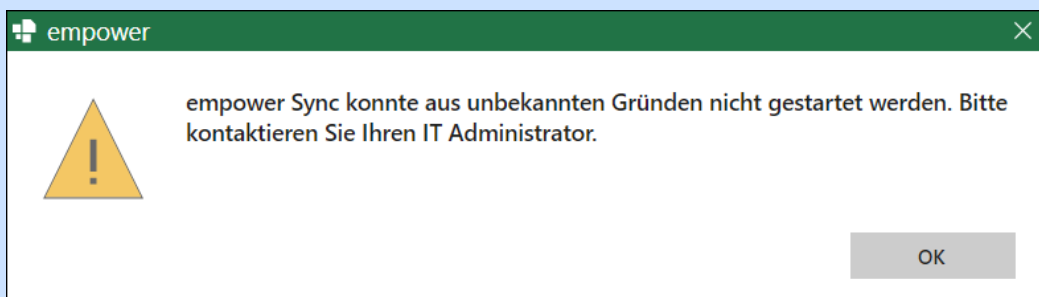 empower
empower Sync konnte aus unbekannten Gründen nicht gestartet werden. Bitte
kontaktieren Sie Ihren IT Administrator.
OK